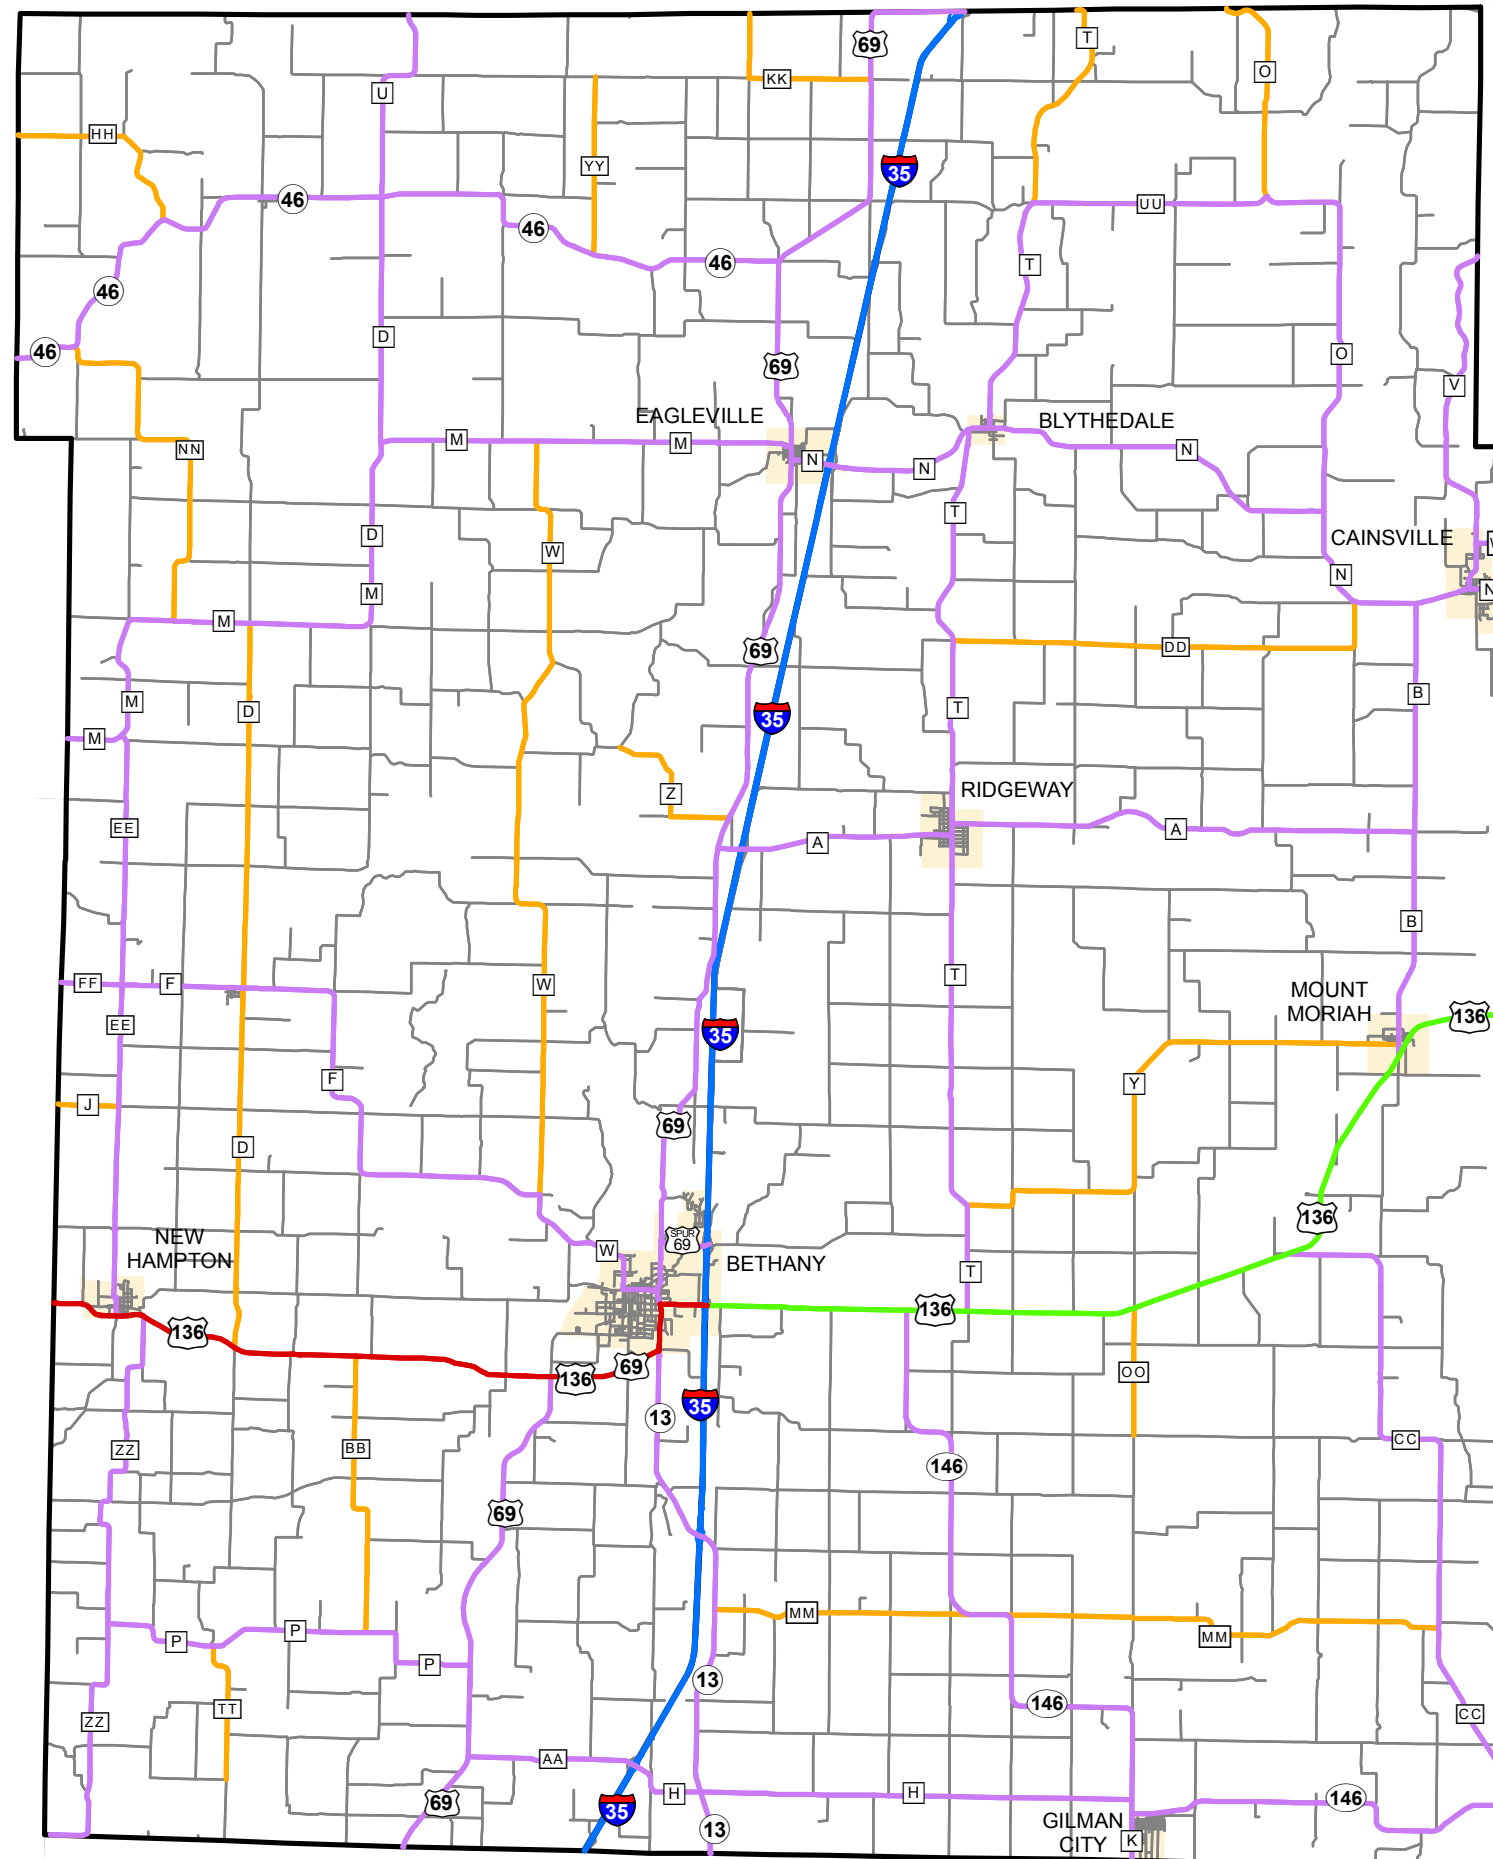 69
T
O
U
KK
HH
YY
35
46
UU
46
46
T
46
D
O
46
69
V
EAGLEVILLE
BLYTHEDALE
M
M
N
N
N
NN
T
D
W
CAINSVILLE
N
N
M
M
69
DD
B
M
D
T
35
M
Z
RIDGEWAY
EE
A
A
B
T
FF
F
W
MOUNT
MORIAH
136
EE
35
F
Y
J
69
D
136
NEW
HAMPTON
SPUR
69
W
BETHANY
T
136
136
69
136
OO
35
13
ZZ
BB
CC
146
69
MM
P
P
MM
P
13
146
TT
CC
ZZ
AA
H
H
146
69
35
13
GILMAN
CITY
K